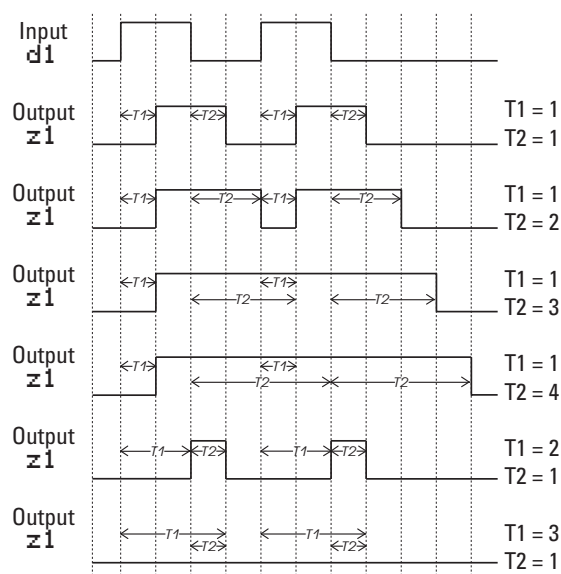 Input
d1
Output
z1
T1 T2 T1 T2
T1 = 1
T2 = 1
Output
z1
T1 T2 T1 T2
T1 = 1
T2 = 2
Output
z1
T1 T1
T2 T2
T1 = 1
T2 = 3
Output
z1
T1 T1
T2 T2
T1 = 1
T2 = 4
Output
z1
T1 T2 T1 T2
T1 = 2
T2 = 1
Output
z1
T1 T1
T2 T2
T1 = 3
T2 = 1